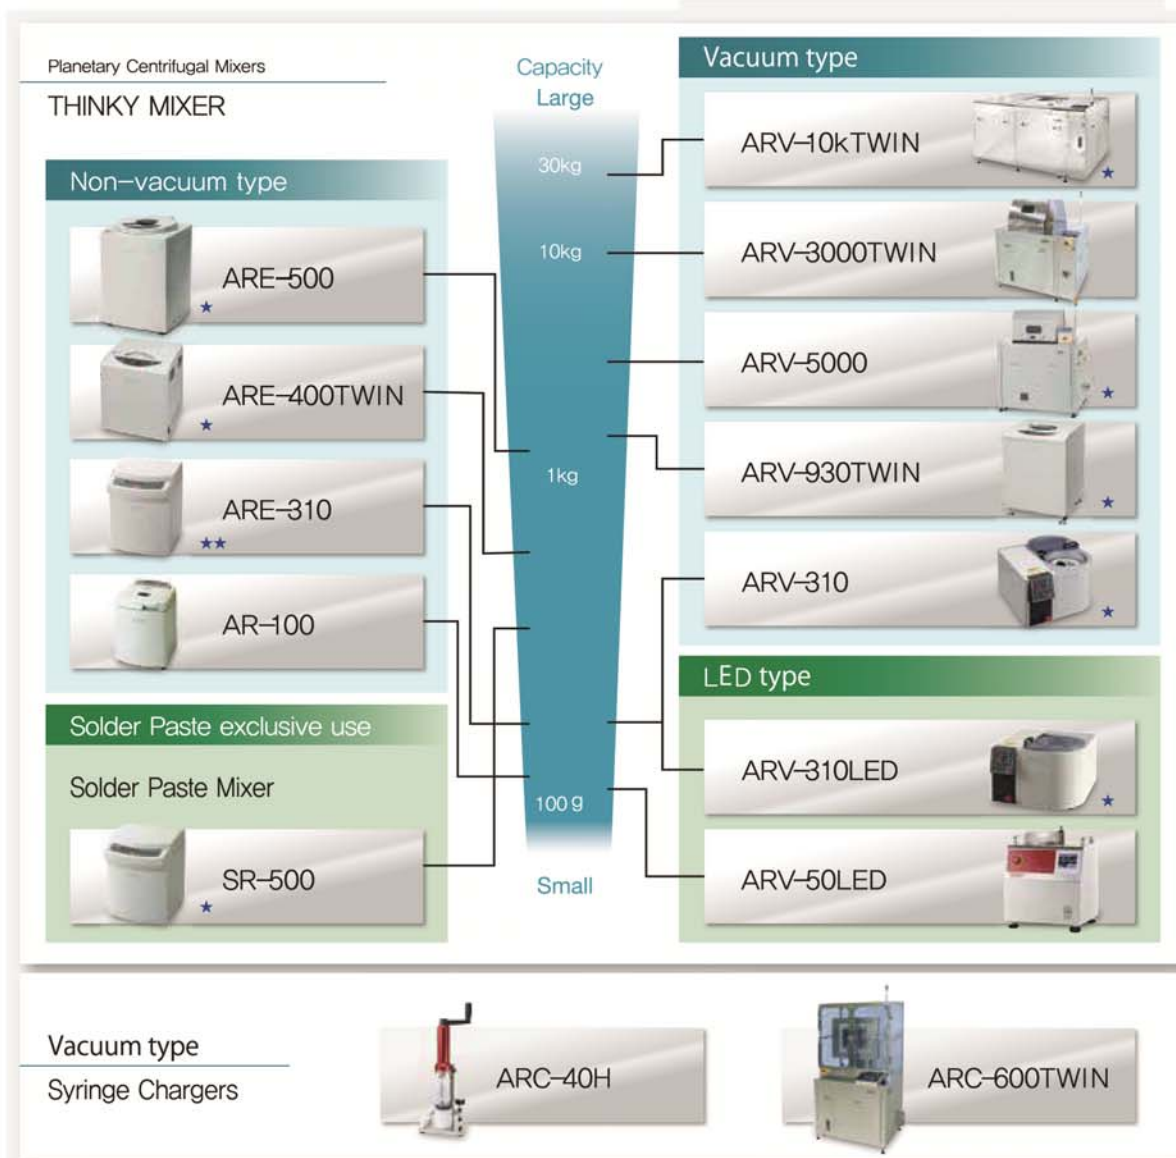 Planetary Centrifugal Mixers
THINKY MIXER
Non-vacuum type
ARE-500
★
ARE-400TWIN
★
ARE-310
★★
AR-100
Solder Paste exclusive use
Solder Paste Mixer
SR-500
★
Capacity
Large
30kg
10kg
1kg
100g
Small
Vacuum type
ARV-10kTWIN
★
ARV-3000TWIN
ARV-5000
★
ARV-930TWIN
★
ARV-310
★
LED type
ARV-310LED
★
ARV-50LED
Vacuum type
Syringe Chargers
ARC-40H
ARC-600TWIN